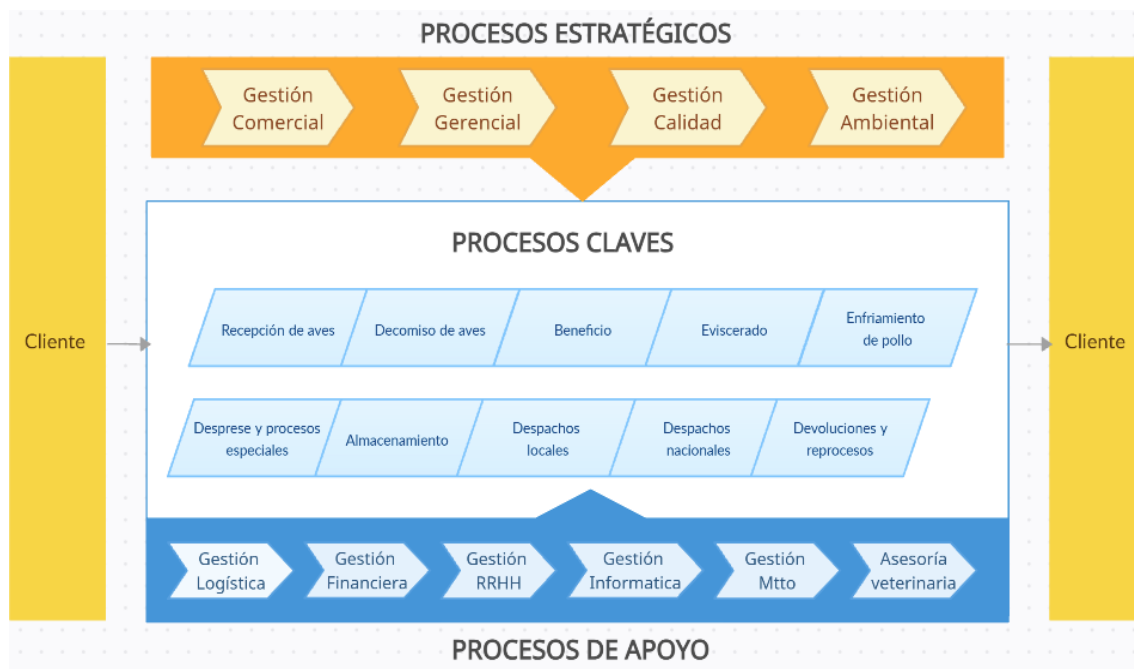 PROCESOS ESTRATÉGICOS
Gestión
Comercial
Gestión
Gerencial
Gestión
Calidad
Gestión
Ambiental
PROCESOS CLAVES
Cliente
Recepción de aves
Decomiso de aves
Beneficio
Eviscerado
Enfriamiento
de pollo
Cliente
Desprese y procesos
especiales
Almacenamiento
Despachos
locales
Despachos
nacionales
Devoluciones y
reprocesos
Gestión
Logística
Gestión
Financiera
Gestión
RRHH
Gestión
Informatica
Gestión
Mtto
Asesoría
veterinaria
PROCESOS DE APOYO